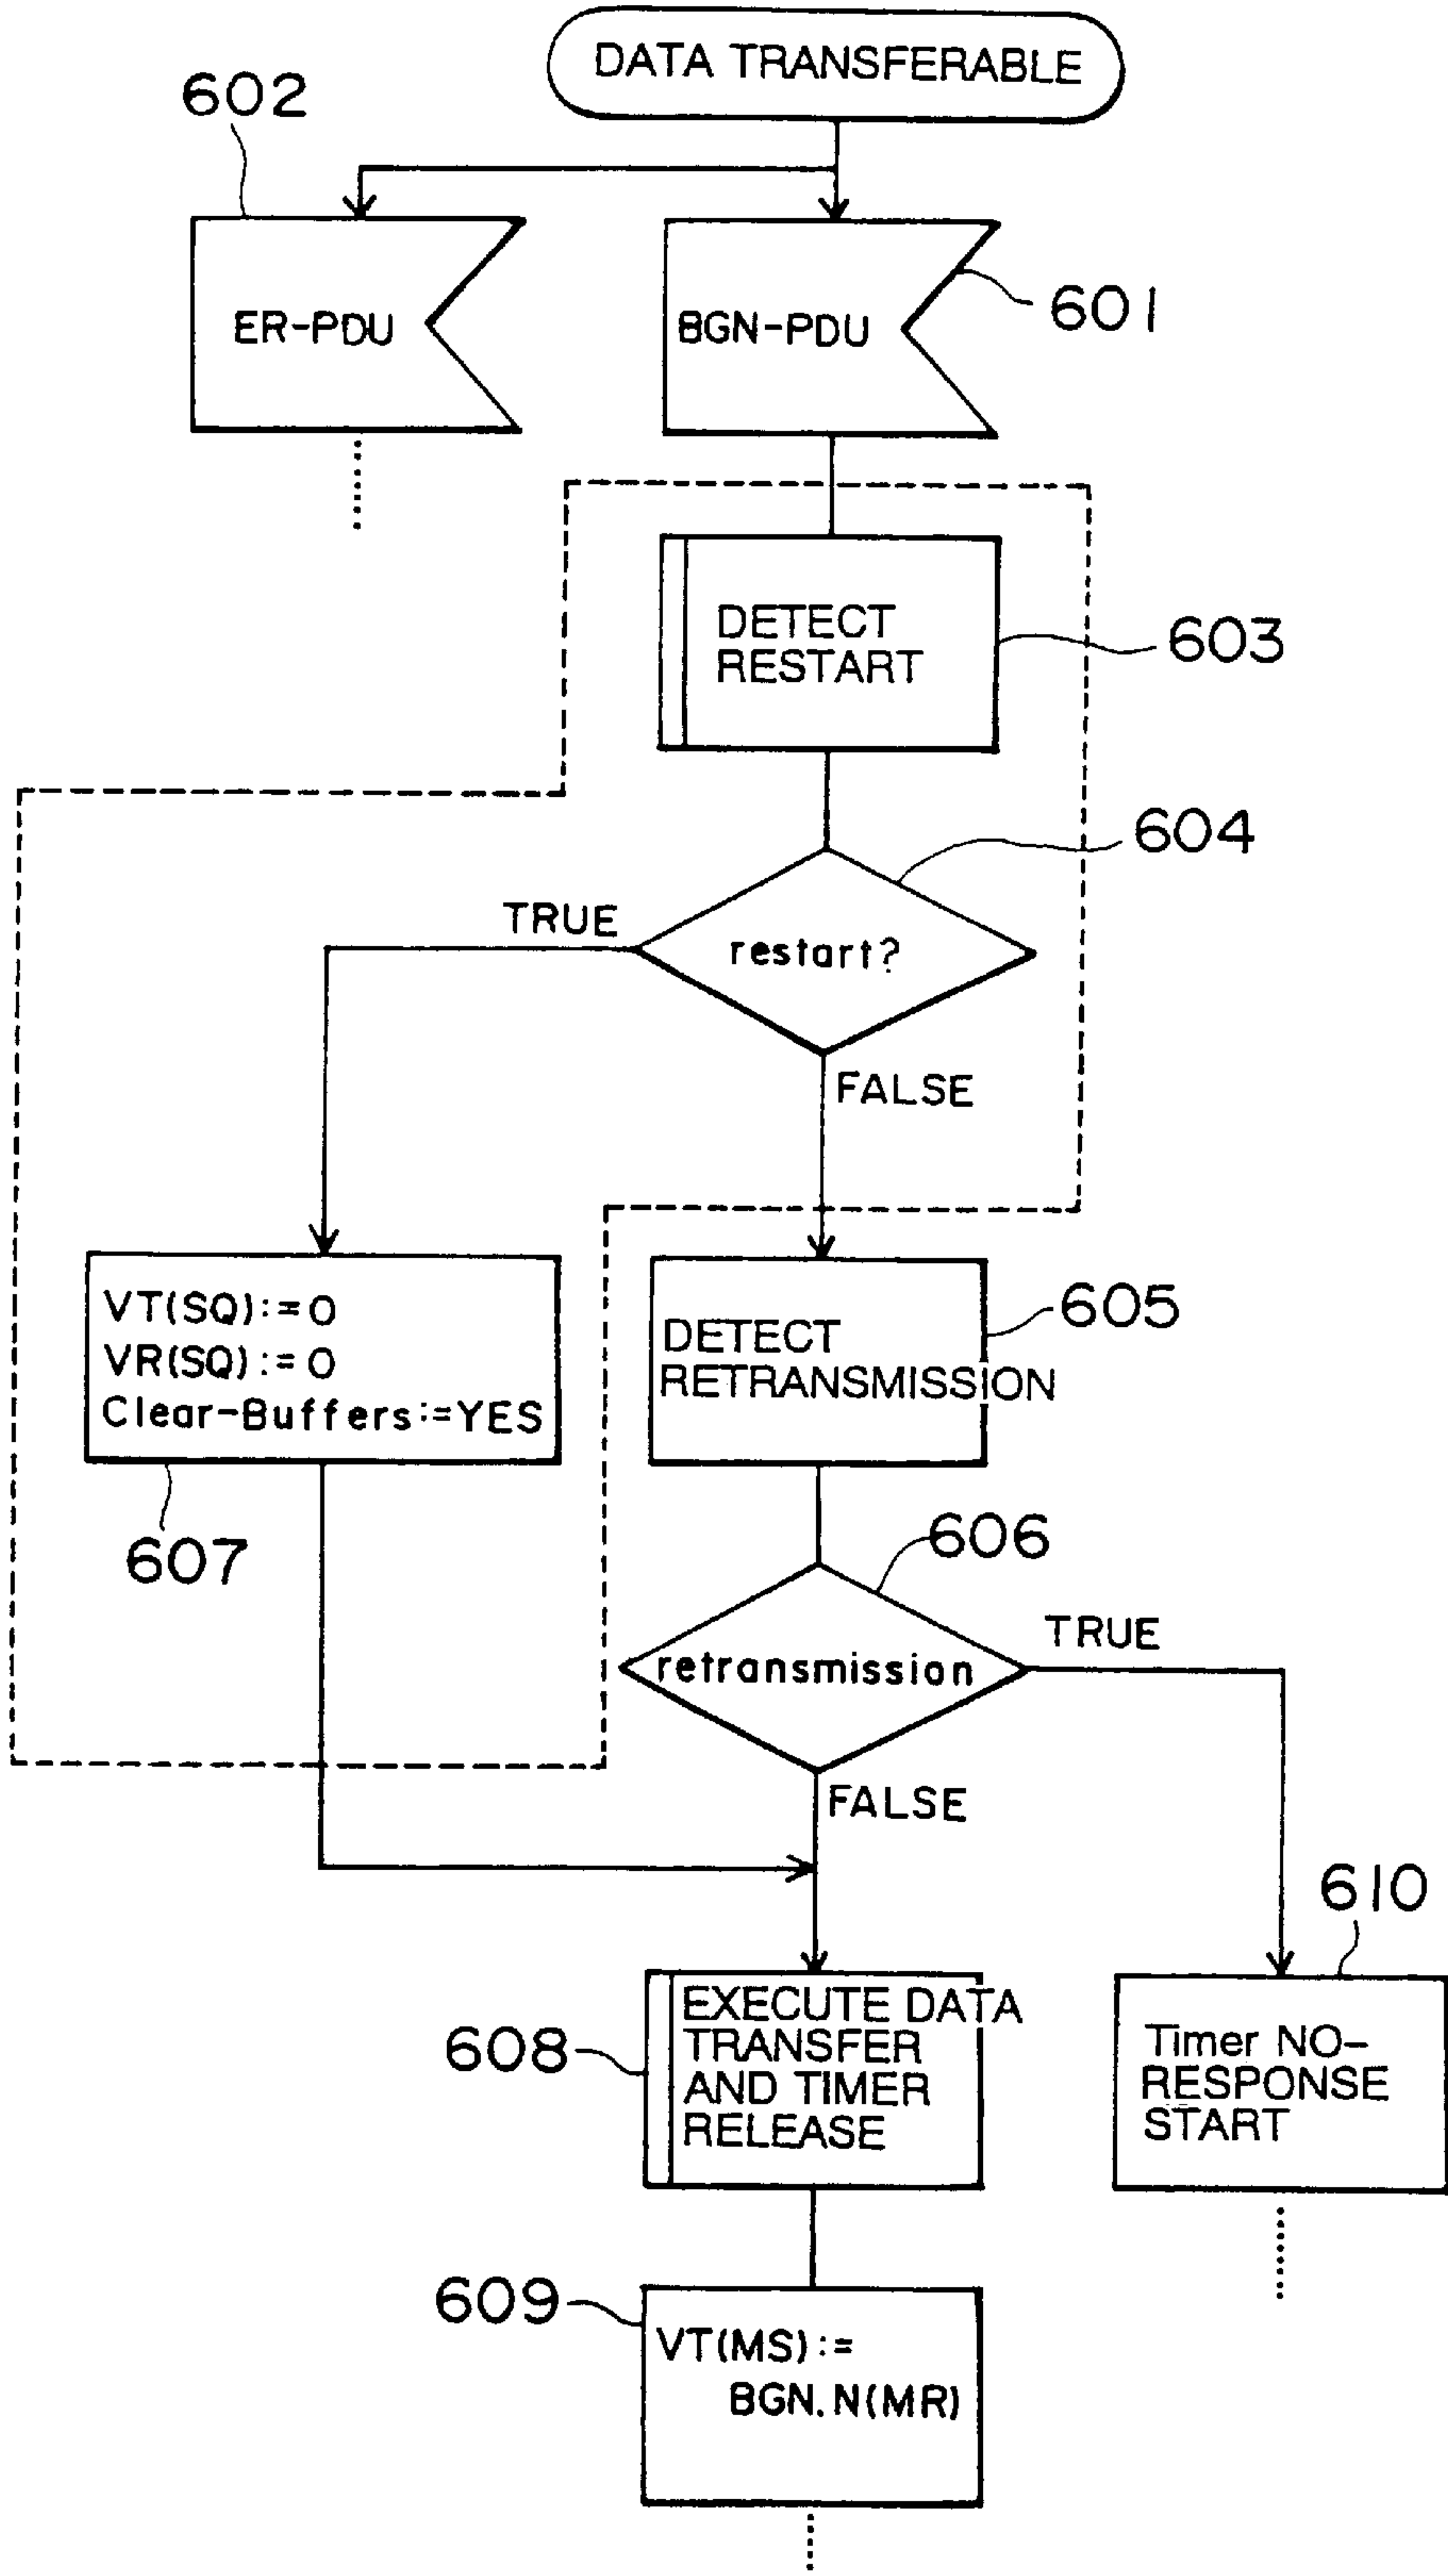 DATA TRANSFERABLE
602
ER-PDU
BGN-PDU
601
DETECT
RESTART
603
604
TRUE
restart?
FALSE
VT(SQ):=0
VR(SQ):=0
Clear-Buffers:=YES
607
DETECT
RETRANSMISSION
605
606
retransmission
TRUE
FALSE
610
608
EXECUTE DATA
TRANSFER
AND TIMER
RELEASE
Timer NO-
RESPONSE
START
609
VT(MS):=
BGN.N(MR)